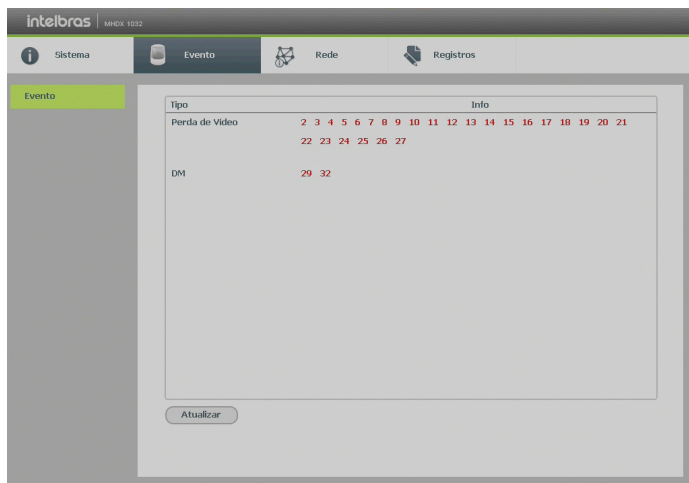 intelbras MHDX 1032
Sistema Evento Rede Registros
Evento
Tipo Info
Perda de Video 2 3 4 5 6 7 8 9 10 11 12 13 14 15 16 17 18 19 20 21
22 23 24 25 26 27
DM 29 32
Atualizar